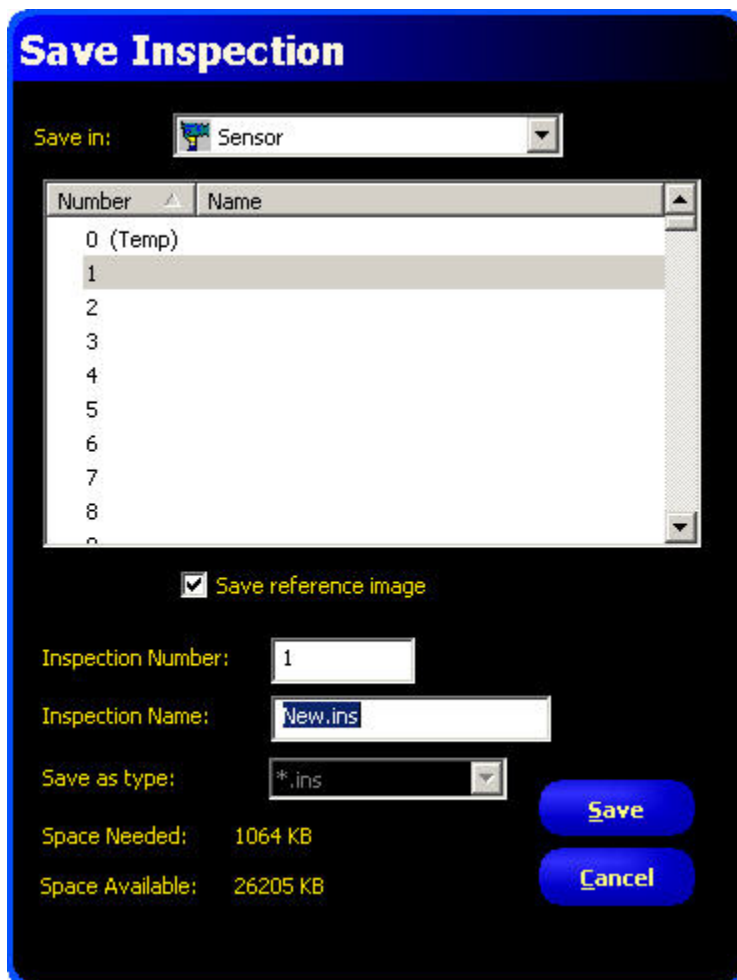 Save Inspection
Save in: Sensor
Number Name
0 (Temp)
1
2
3
4
5
6
7
8
Save reference image
Inspection Number: 1
Inspection Name: New.ins
Save as type: *.ins
Save
Space Needed: 1064 KB
Space Available: 26205 KB
Cancel